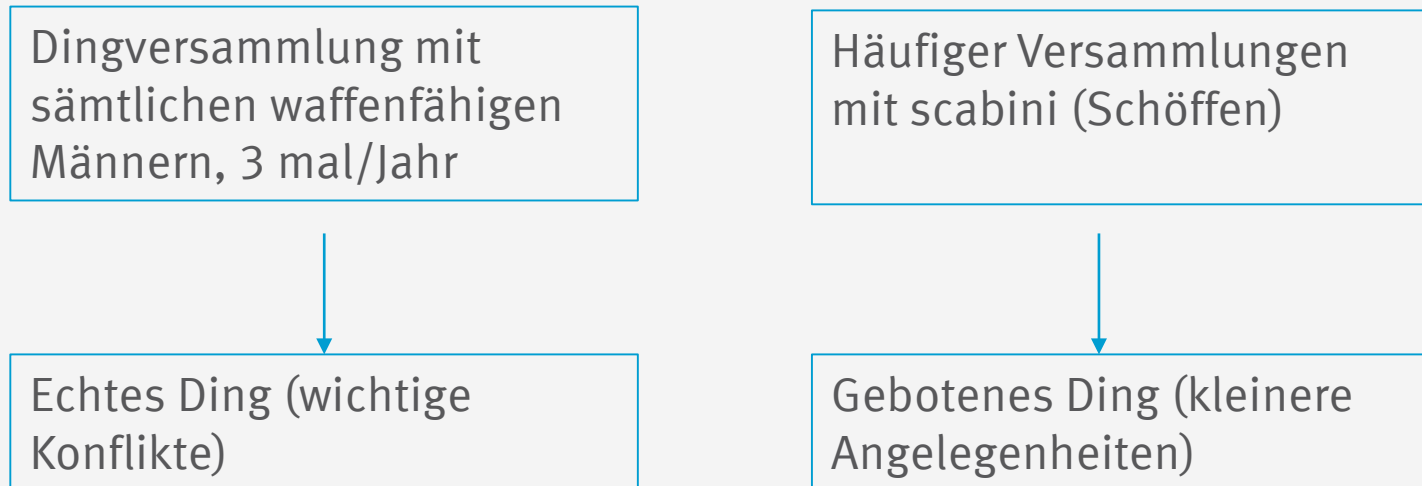 Dingversammlung mit
sämtlichen waffenfähigen
Männern, 3 mal/Jahr
Häufiger Versammlungen
mit scabini (Schöffen)
Echtes Ding (wichtige
Konflikte)
Gebotenes Ding (kleinere
Angelegenheiten)